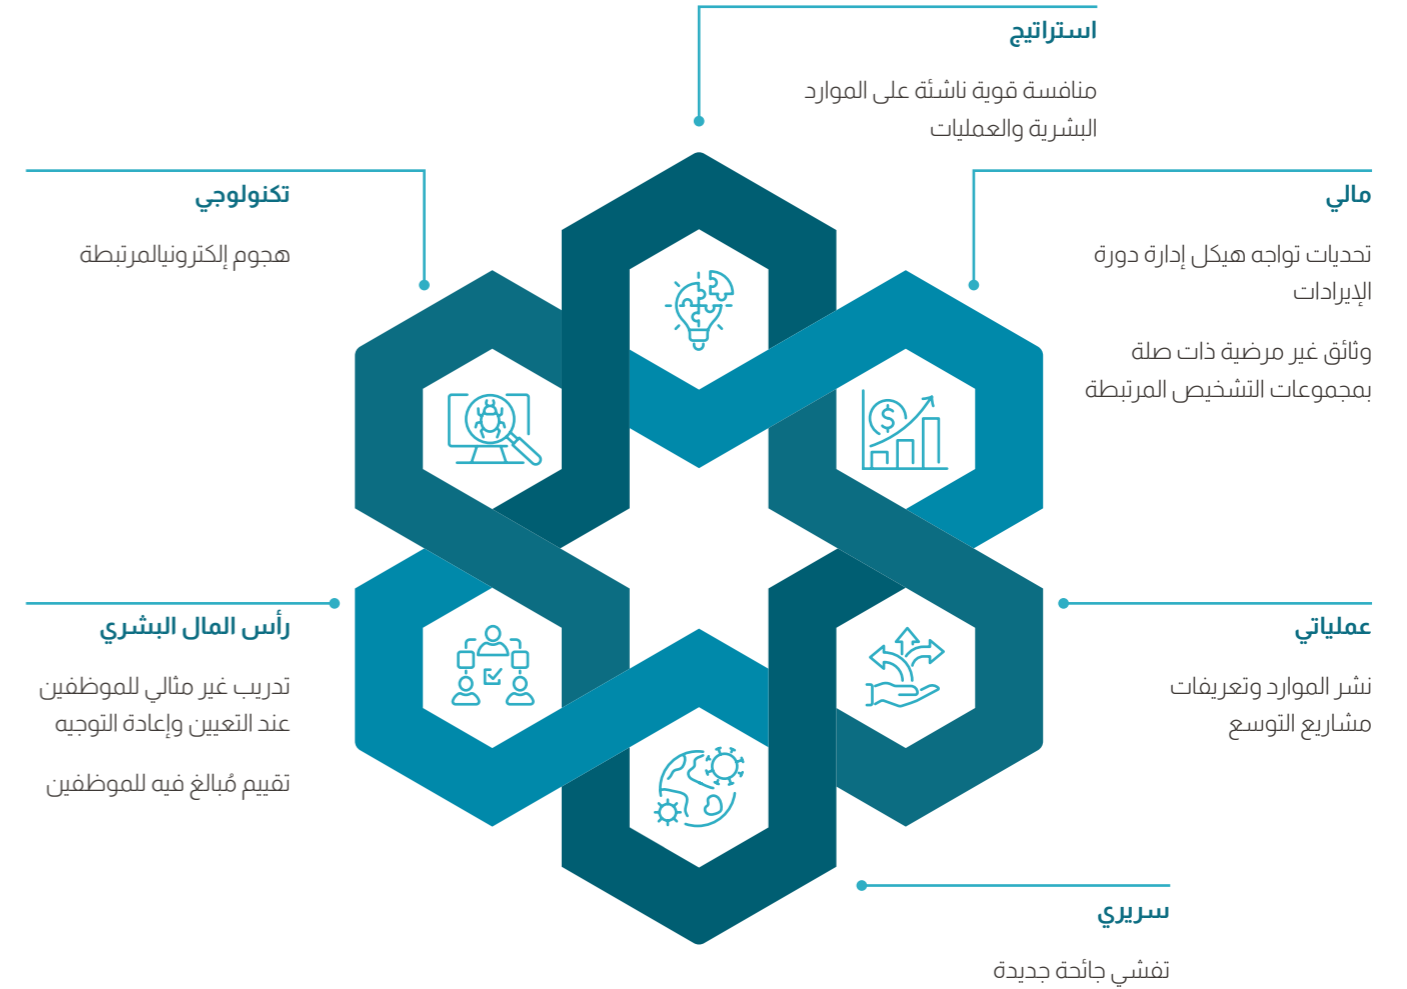 استراتيج
منافسة قوية ناشئة على الموارد
البشرية والعمليات
مالي
تحديات تواجه هيكل إدارة دورة
الإيرادات
وثائق غير مرضية ذات صلة
بمجموعات التشخيص المرتبطة
تكنولوجي
هجوم إلكترونيالمرتبطة
عملياتي
نشر الموارد وتعريفات
مشاريع التوسع
رأس المال البشري
تدريب غير مثالي للموظفين
عند التعيين وإعادة التوجيه
تقييم مُبالغ فيه للموظفين
سريري
تفشي جائحة جديدة
$